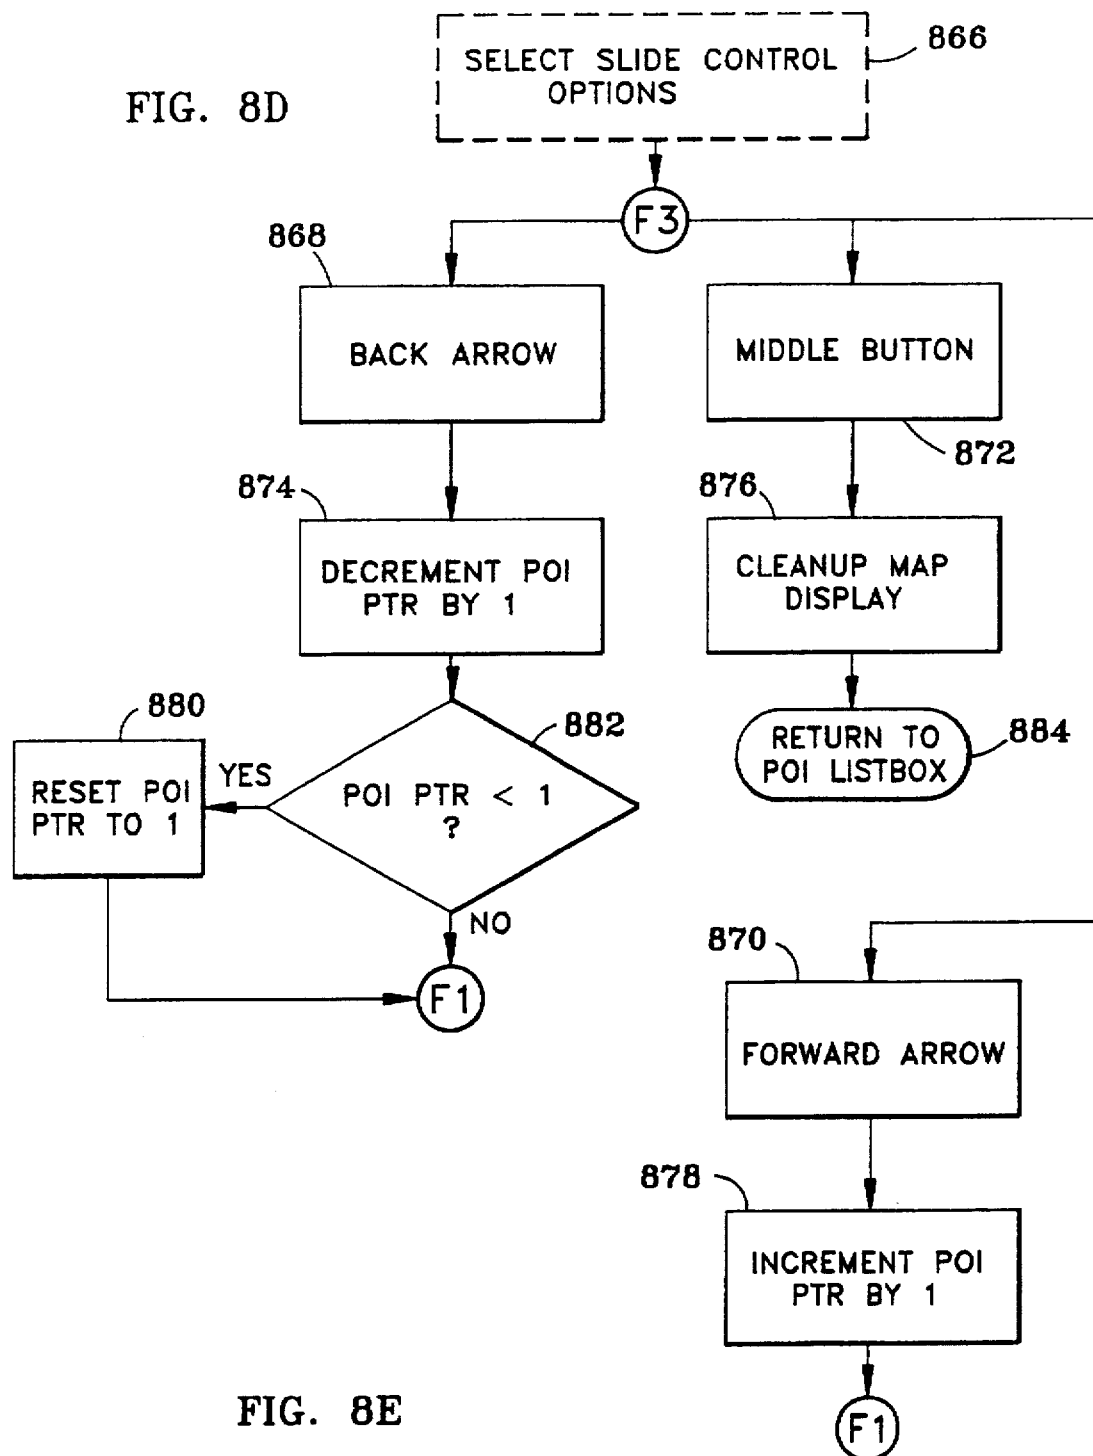 866
SELECT SLIDE CONTROL
OPTIONS
FIG. 8D
F3
868
BACK ARROW
MIDDLE BUTTON
872
874
DECREMENT POI
PTR BY 1
876
CLEANUP MAP
DISPLAY
880
RESET POI
PTR TO 1
YES
882
POI PTR < 1
?
NO
F1
RETURN TO
POI LISTBOX
884
870
FORWARD ARROW
878
INCREMENT POI
PTR BY 1
F1
FIG. 8E